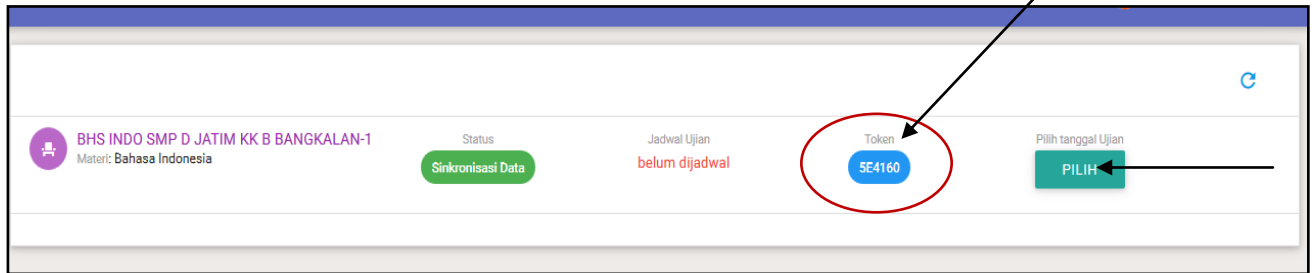 BHS INDO SMP D JATIM KK B BANGKALAN-1
Materi: Bahasa Indonesia
Status
Sinkronisasi Data
Jadwal Ujian
belum dijadwal
Token
5E4160
Pilih tanggal Ujian
PILIH